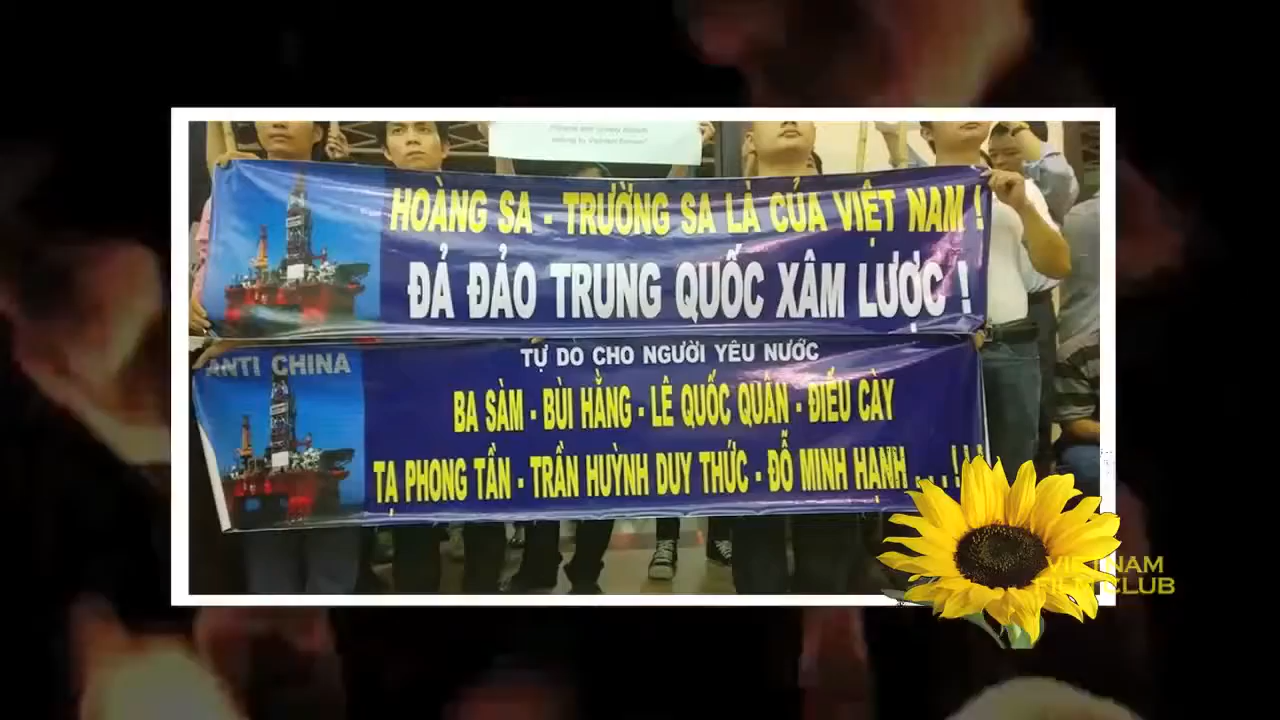 HOÀNG SA - TRƯỜNG SA LÀ CỦA VIỆT NAM !
ĐẢ ĐẢO TRUNG QUỐC XÂM LƯỢC !
ANTI CHINA
TỰ DO CHO NGƯỜI YÊU NƯỚC
BA SÀM - BÙI HẰNG - LÊ QUỐC QUÂN - ĐIẾU CÀY
TẠ PHONG TẦN - TRẦN HUỲNH DUY THỨC - ĐỖ MINH HẠNH . . . ! ! !
VIETNAM
FILM CLUB